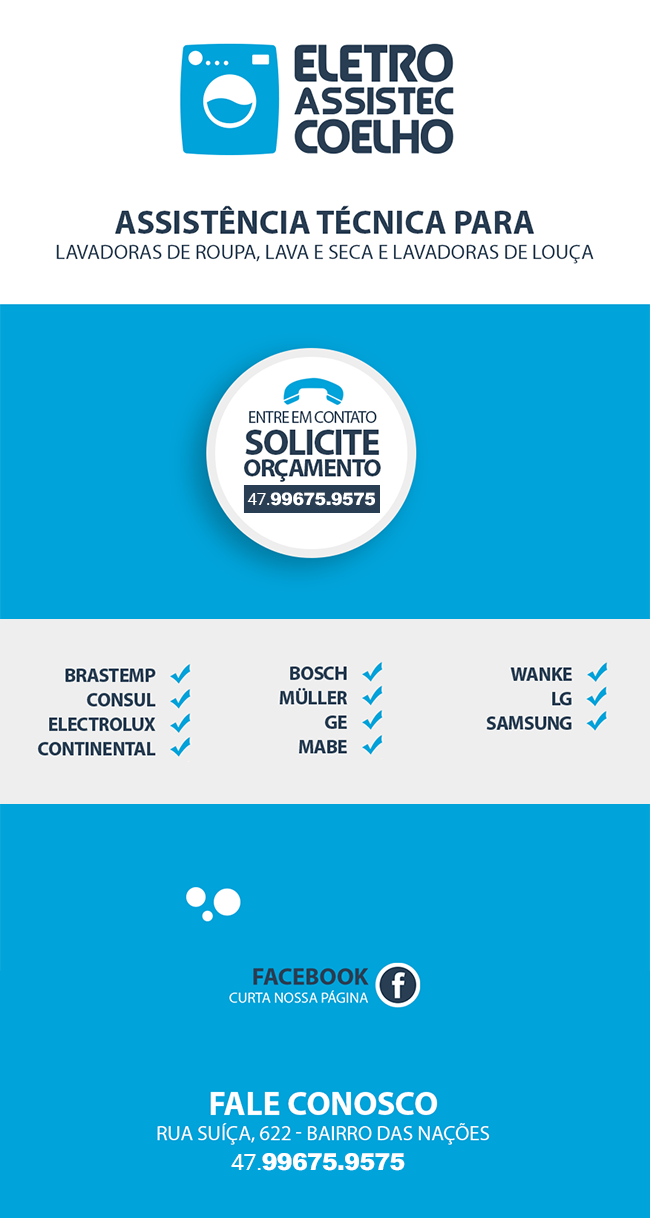 ELETRO
ASSISTEC
COELHO
ASSISTÊNCIA TÉCNICA PARA
LAVADORAS DE ROUPA, LAVA E SECA E LAVADORAS DE LOUÇA
ENTRE EM CONTATO
SOLICITE
ORÇAMENTO
47.99675.9575
BRASTEMP
CONSUL
ELECTROLUX
CONTINENTAL
BOSCH
MÜLLER
GE
MABE
WANKE
LG
SAMSUNG
FACEBOOK
CURTA NOSSA PÁGINA
f
FALE CONOSCO
RUA SUÍÇA, 622 - BAIRRO DAS NAÇÕES
47.99675.9575